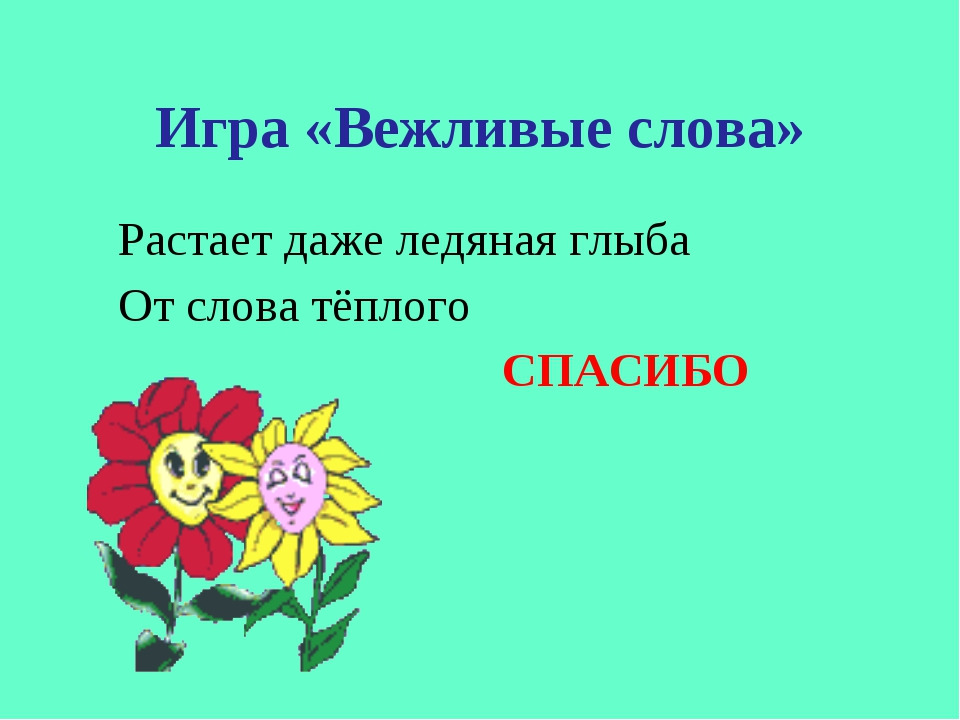 Игра «Вежливые слова»
Растает даже ледяная глыба
От слова тёплого
СПАСИБО